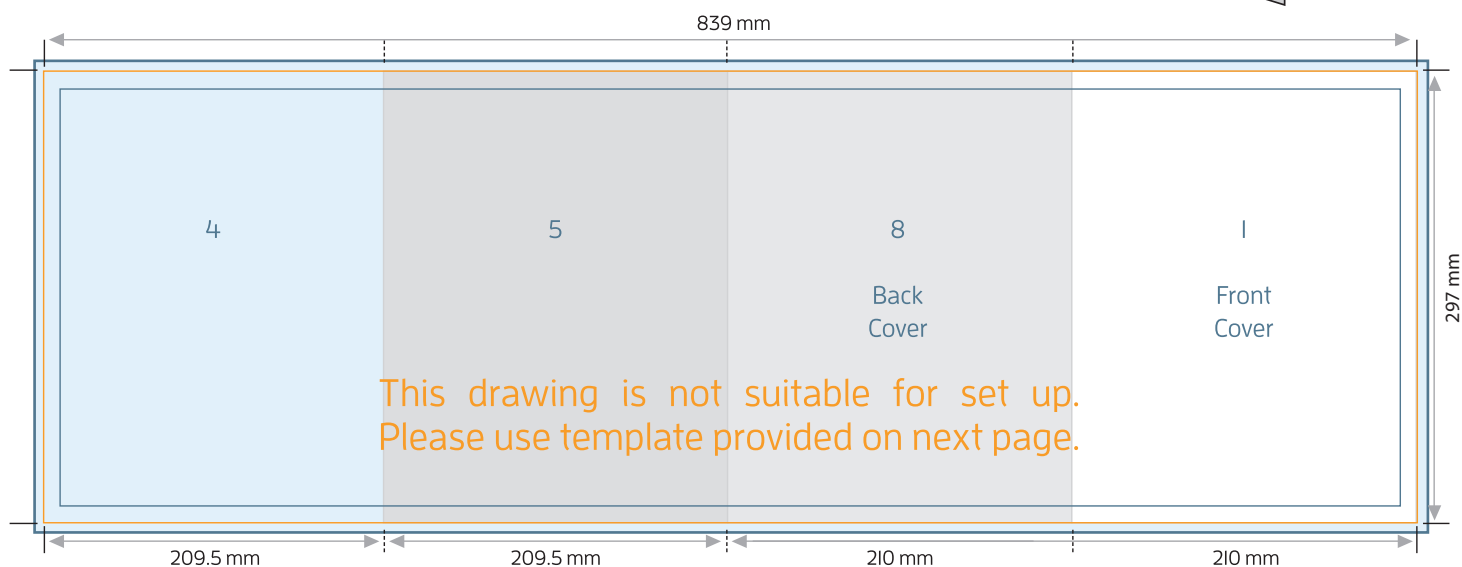 839 mm
4
5
8
1
Back
Cover
Front
Cover
297 mm
This drawing is not suitable for set up.
Please use template provided on next page.
209.5 mm
209.5 mm
210 mm
210 mm